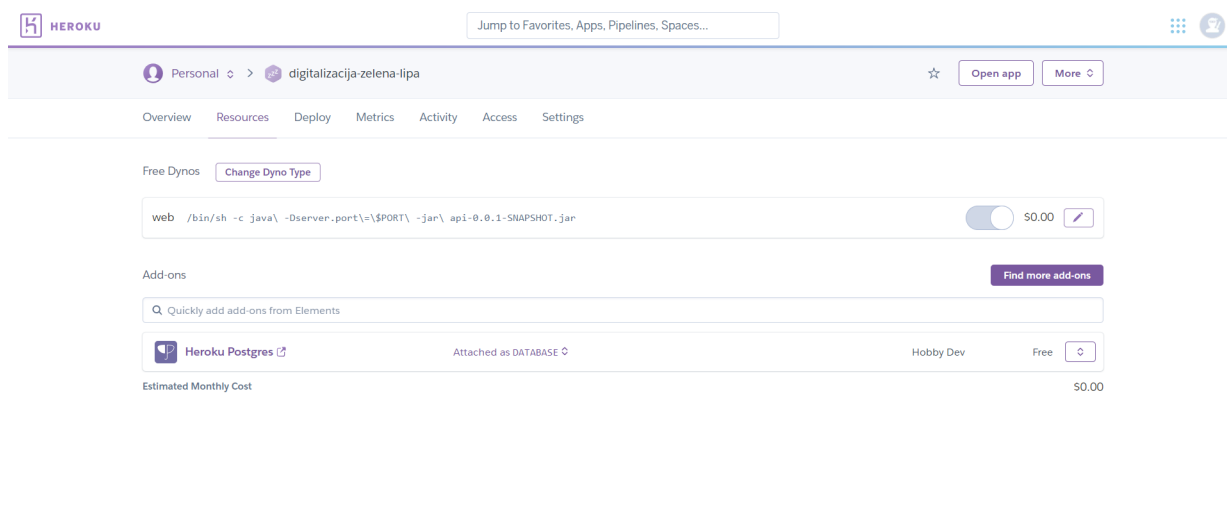 HEROKU
Jump to Favorites, Apps, Pipelines, Spaces...
Personal > digitalizacija-zelena-lipa
Open app
More
Overview Resources Deploy Metrics Activity Access Settings
Free Dynos
Change Dyno Type
web /bin/sh -c java\ -Dserver.port\=\$PORT\ -jar\ api-0.0.1-SNAPSHOT.jar
$0.00
Add-ons
Find more add-ons
Quickly add add-ons from Elements
Heroku Postgres
Attached as DATABASE
Hobby Dev
Free
Estimated Monthly Cost
$0.00